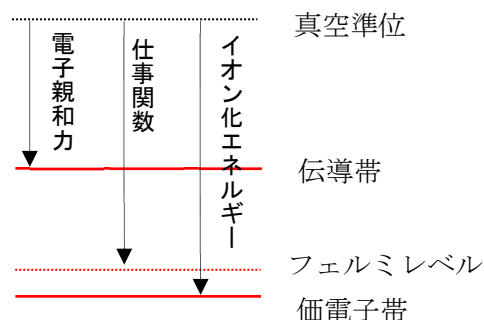 真空準位
電子親和力
仕事関数
イオン化エネルギー
伝導帯
フェルミレベル
価電子帯